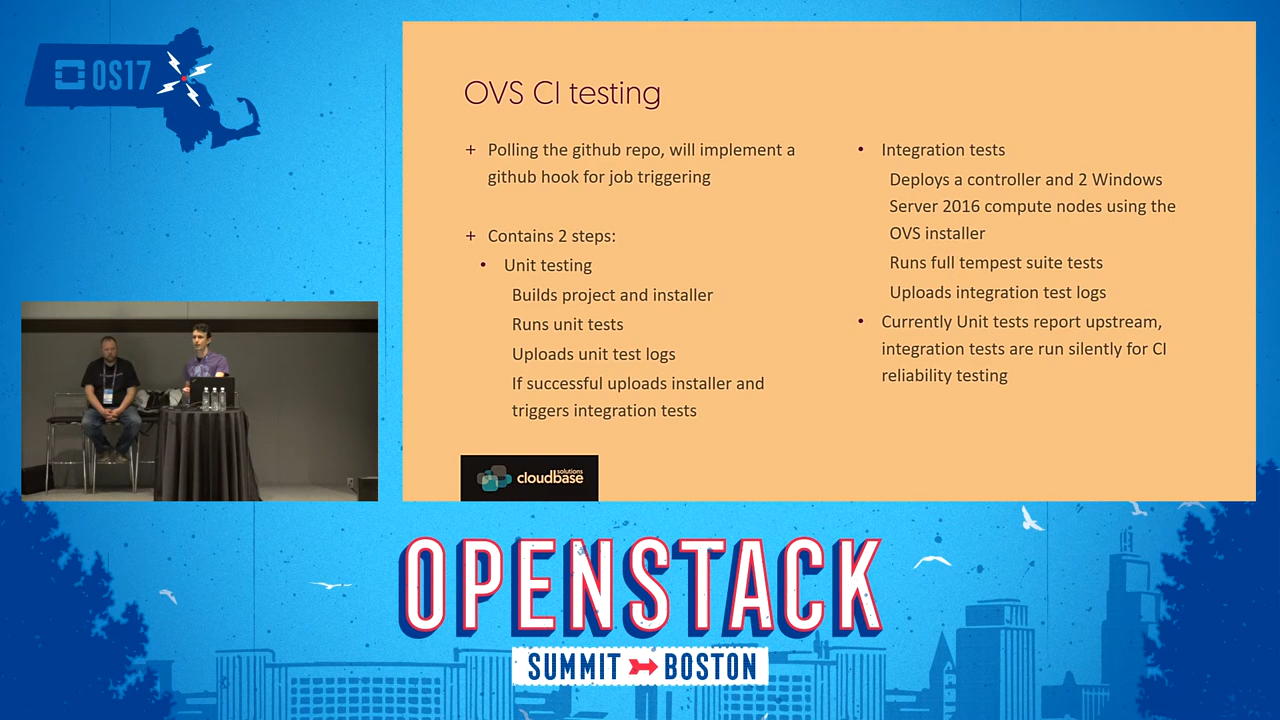 OS17
OVS CI testing
+ Polling the github repo, will implement a
github hook for job triggering
+ Contains 2 steps:
• Unit testing
Builds project and installer
Runs unit tests
Uploads unit test logs
If successful uploads installer and
triggers integration tests
• Integration tests
Deploys a controller and 2 Windows
Server 2016 compute nodes using the
OVS installer
Runs full tempest suite tests
Uploads integration test logs
• Currently Unit tests report upstream,
integration tests are run silently for CI
reliability testing
cloudbase
solutions
OPENSTACK
SUMMIT BOSTON